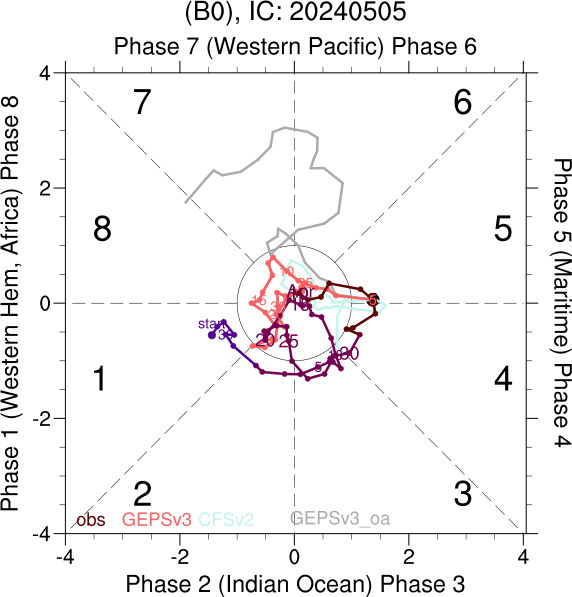 (B0), IC: 20240505
Phase 7 (Western Pacific) Phase 6
Phase 1 (Western Hem, Africa) Phase 8
Phase 5 (Maritime) Phase 4
4
2
0
-2
-4
7
6
8
5
1
4
2
3
start
Apr
15
20
25
30
5
obs
GEPSv3
CFSv2
GEPSv3_oa
-4
-2
0
2
4
Phase 2 (Indian Ocean) Phase 3